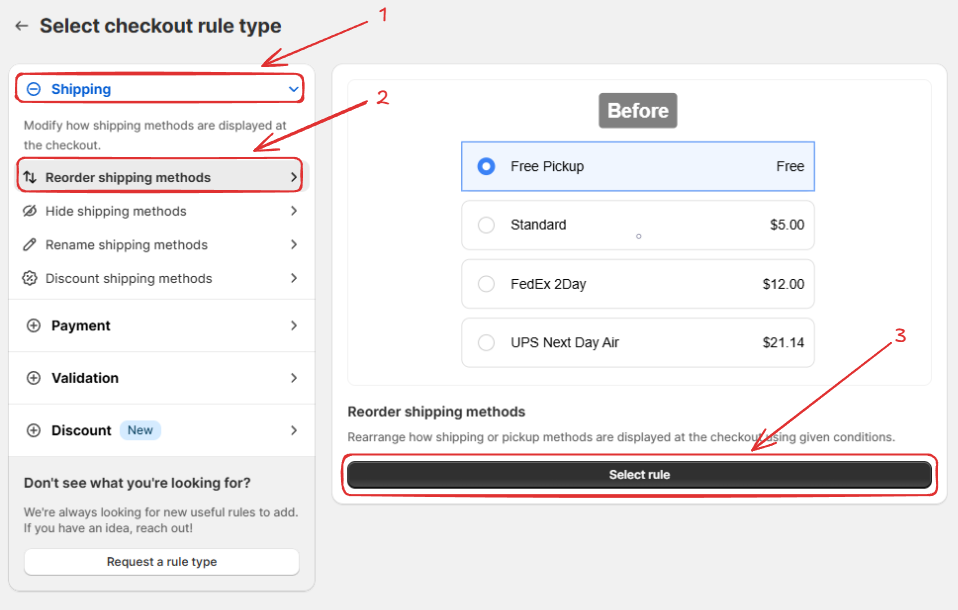 Select checkout rule type
1
Shipping
2
Modify how shipping methods are displayed at
the checkout.
Reorder shipping methods
Hide shipping methods
Rename shipping methods
Discount shipping methods
Payment
Validation
Discount New
Don't see what you're looking for?
We're always looking for new useful rules to add.
If you have an idea, reach out!
Request a rule type
Before
Free Pickup Free
Standard $5.00
FedEx 2Day $12.00
UPS Next Day Air $21.14
3
Reorder shipping methods
Rearrange how shipping or pickup methods are displayed at the checkout using given conditions.
Select rule